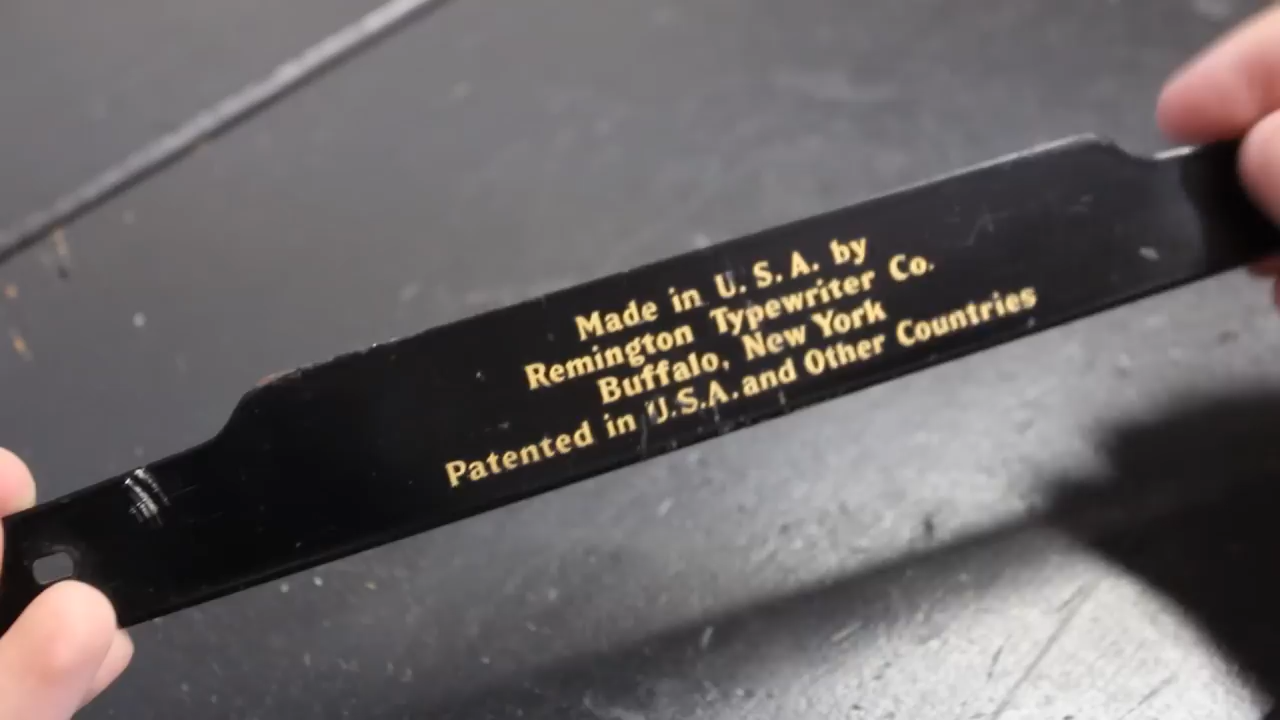 Made in U. S. A. by
Remington Typewriter Co.
Buffalo, New York
Patented in U.S.A. and Other Countries